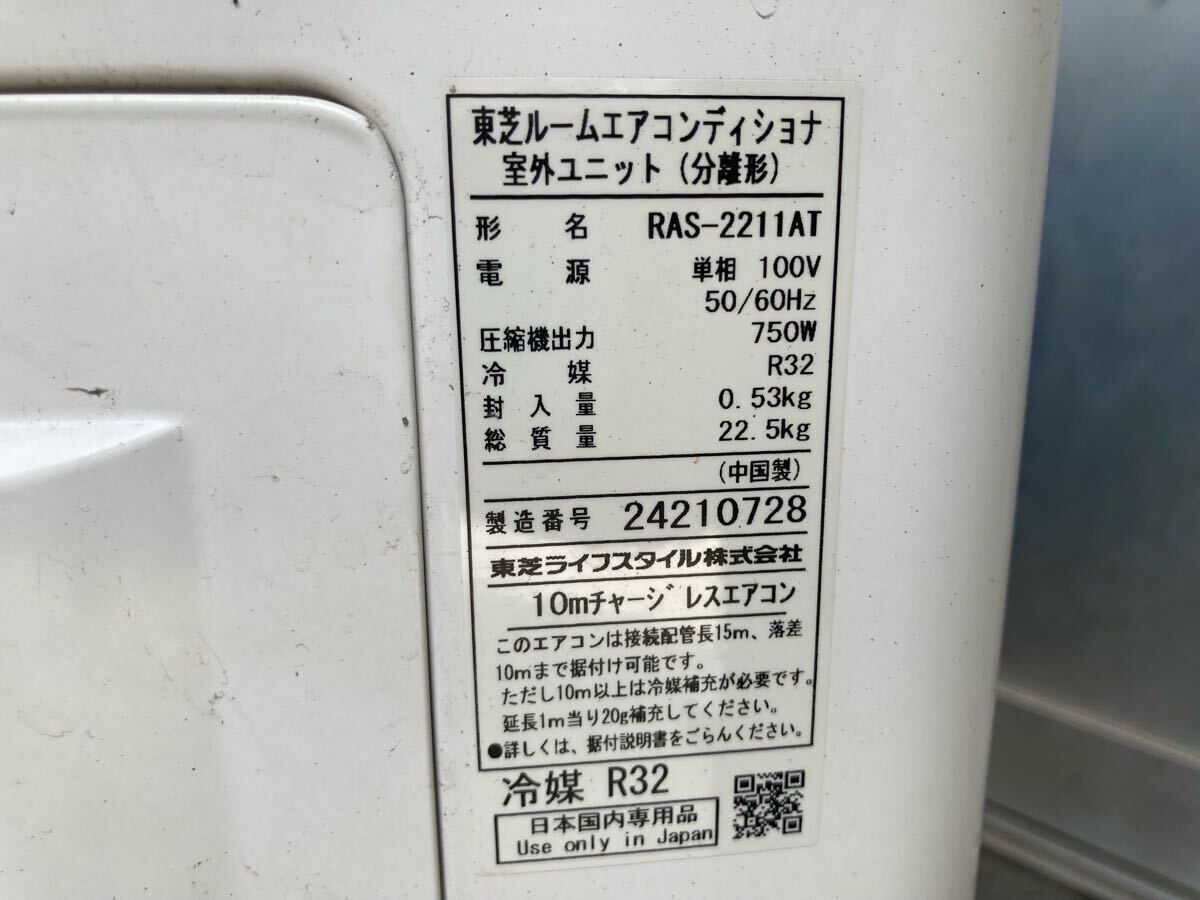 東芝ルームエアコンディショナ
室外ユニット(分離形)
形名 RAS-2211AT
電源 単相 100V
50/60Hz
圧縮機出力 750W
冷媒 R32
封入量 0.53kg
総質量 22.5kg
(中国製)
製造番号 24210728
東芝ライフスタイル株式会社
10mチャージレスエアコン
このエアコンは接続配管長15m、落差
10mまで据付け可能です。
ただし10m以上は冷媒補充が必要です。
延長1m当り20g補充してください。
●詳しくは、据付説明書をごらんください。
冷媒 R32
日本国内専用品
Use only in Japan